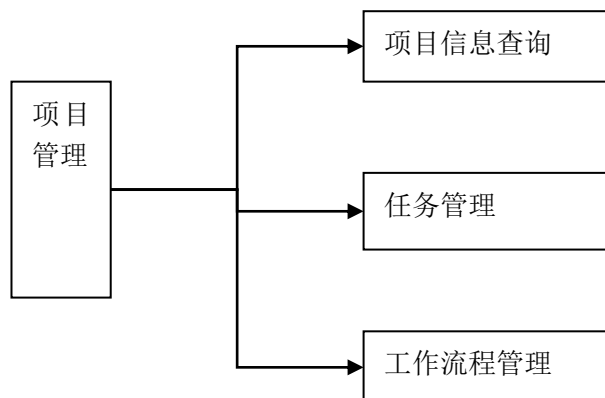 项目信息查询
项目
管理
任务管理
工作流程管理